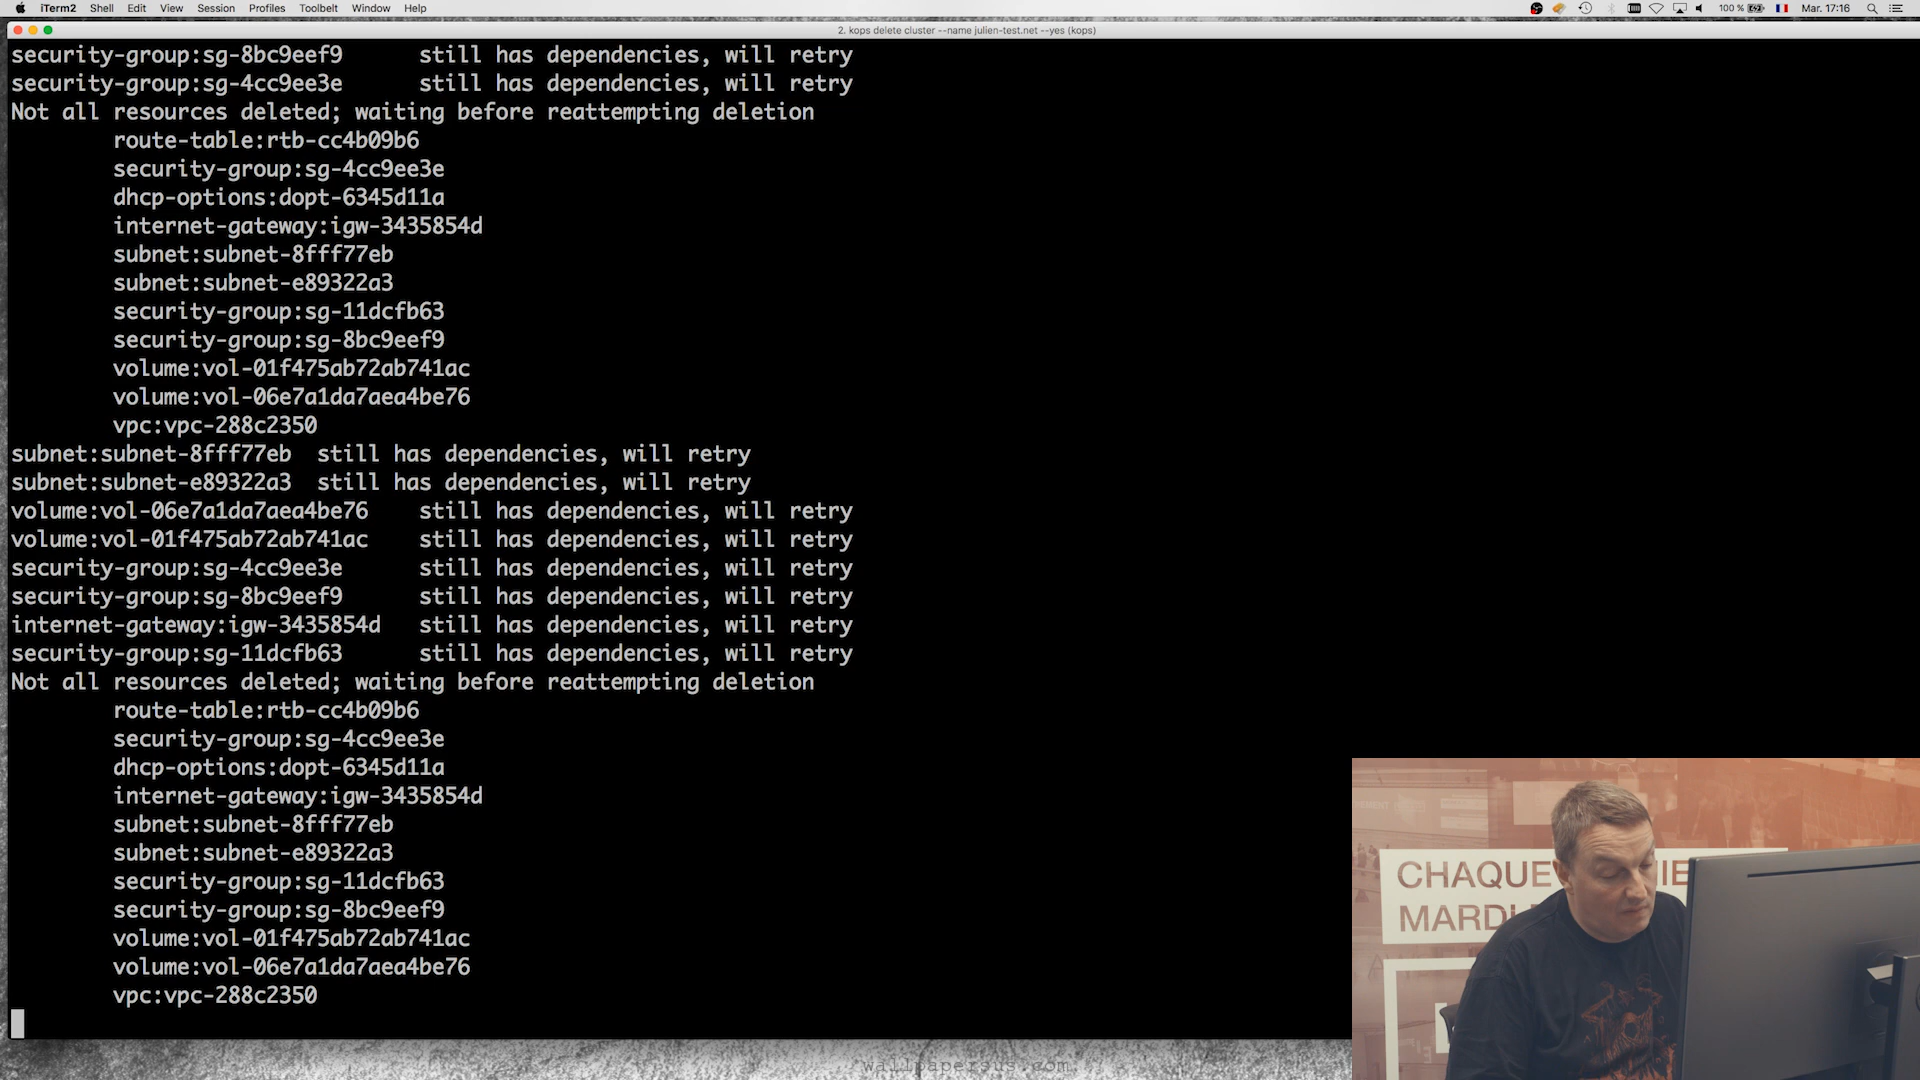 iTerm2 Shell Edit View Session Profiles Toolbelt Window Help 100 % Mar. 17:16
2. kops delete cluster --name julien-test.net --yes (kops)
security-group:sg-8bc9eef9 still has dependencies, will retry
security-group:sg-4cc9ee3e still has dependencies, will retry
Not all resources deleted; waiting before reattempting deletion
route-table:rtb-cc4b09b6
security-group:sg-4cc9ee3e
dhcp-options:dopt-6345d11a
internet-gateway:igw-3435854d
subnet:subnet-8fff77eb
subnet:subnet-e89322a3
security-group:sg-11dcfb63
security-group:sg-8bc9eef9
volume:vol-01f475ab72ab741ac
volume:vol-06e7a1da7aea4be76
vpc:vpc-288c2350
subnet:subnet-8fff77eb still has dependencies, will retry
subnet:subnet-e89322a3 still has dependencies, will retry
volume:vol-06e7a1da7aea4be76 still has dependencies, will retry
volume:vol-01f475ab72ab741ac still has dependencies, will retry
security-group:sg-4cc9ee3e still has dependencies, will retry
security-group:sg-8bc9eef9 still has dependencies, will retry
internet-gateway:igw-3435854d still has dependencies, will retry
security-group:sg-11dcfb63 still has dependencies, will retry
Not all resources deleted; waiting before reattempting deletion
route-table:rtb-cc4b09b6
security-group:sg-4cc9ee3e
dhcp-options:dopt-6345d11a
internet-gateway:igw-3435854d
subnet:subnet-8fff77eb
subnet:subnet-e89322a3
security-group:sg-11dcfb63
security-group:sg-8bc9eef9
volume:vol-01f475ab72ab741ac
volume:vol-06e7a1da7aea4be76
vpc:vpc-288c2350
CHAQUE
MARDI
wallpapersus.com